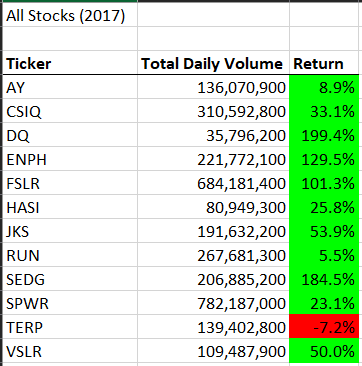 All Stocks (2017)
Ticker Total Daily Volume Return
AY 136,070,900 8.9%
CSIQ 310,592,800 33.1%
DQ 35,796,200 199.4%
ENPH 221,772,100 129.5%
FSLR 684,181,400 101.3%
HASI 80,949,300 25.8%
JKS 191,632,200 53.9%
RUN 267,681,300 5.5%
SEDG 206,885,200 184.5%
SPWR 782,187,000 23.1%
TERP 139,402,800 -7.2%
VSLR 109,487,900 50.0%